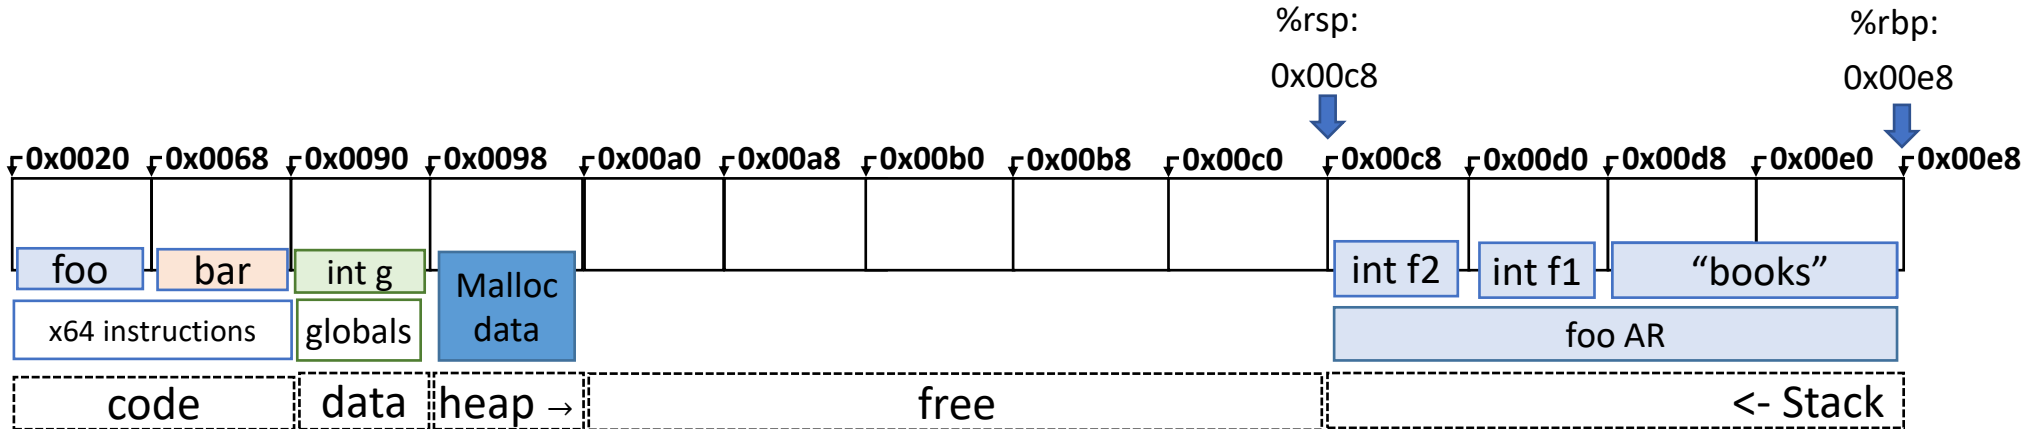 %rsp:
%rbp:
0x00c8
0x00e8
0x0020 0x0068 0x0090 0x0098 0x00a0 0x00a8 0x00b0 0x00b8 0x00c0 0x00c8 0x00d0 0x00d8 0x00e0 0x00e8
foo bar int g Malloc data int f2 int f1 “books”
x64 instructions globals foo AR
code data heap → free <- Stack